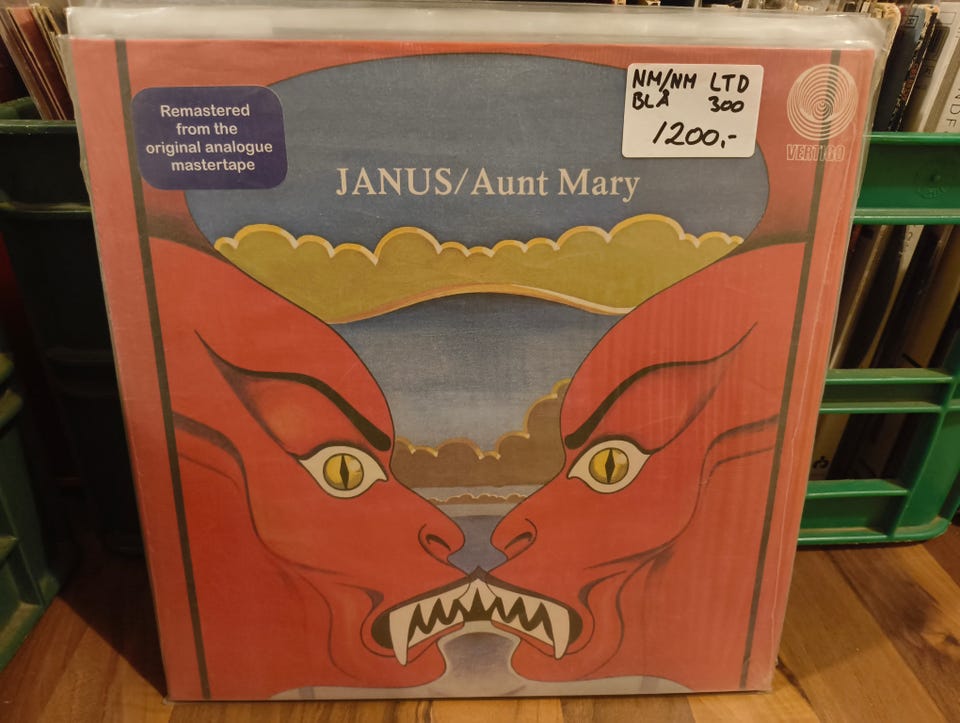 Remastered
from the
original analogue
mastertape
NM/NM LTD
BLÅ 300
1200,-
VERTIGO
JANUS/Aunt Mary